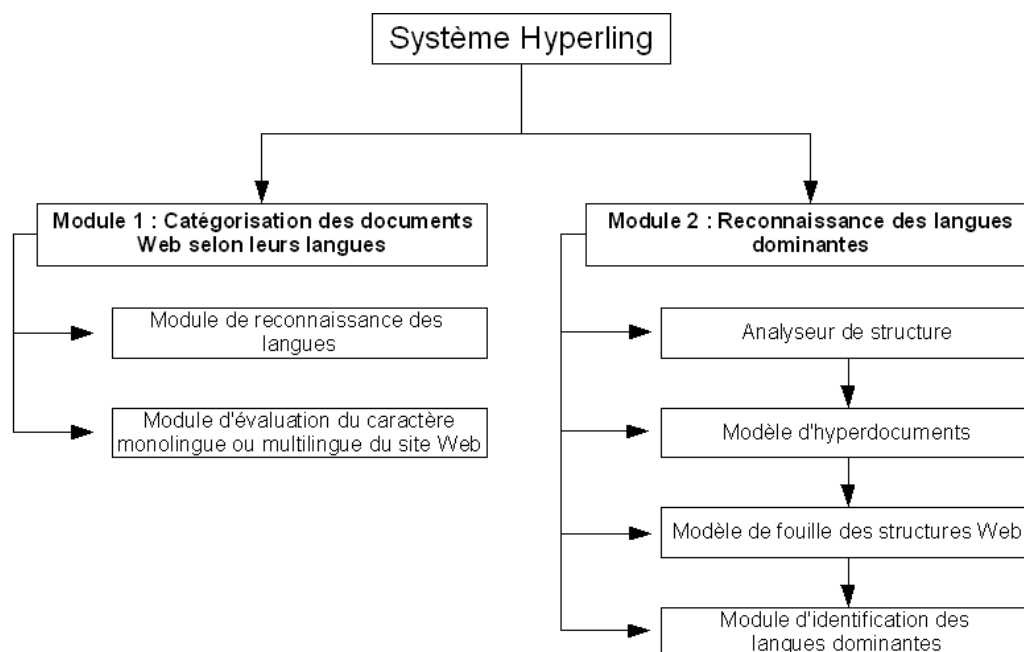 Système Hyperling
Module 1 : Catégorisation des documents
Web selon leurs langues
Module de reconnaissance des
langues
Module d'évaluation du caractère
monolingue ou multilingue du site Web
Module 2 : Reconnaissance des langues
dominantes
Analyseur de structure
Modèle d'hyperdocuments
Modèle de fouille des structures Web
Module d'identification des
langues dominantes